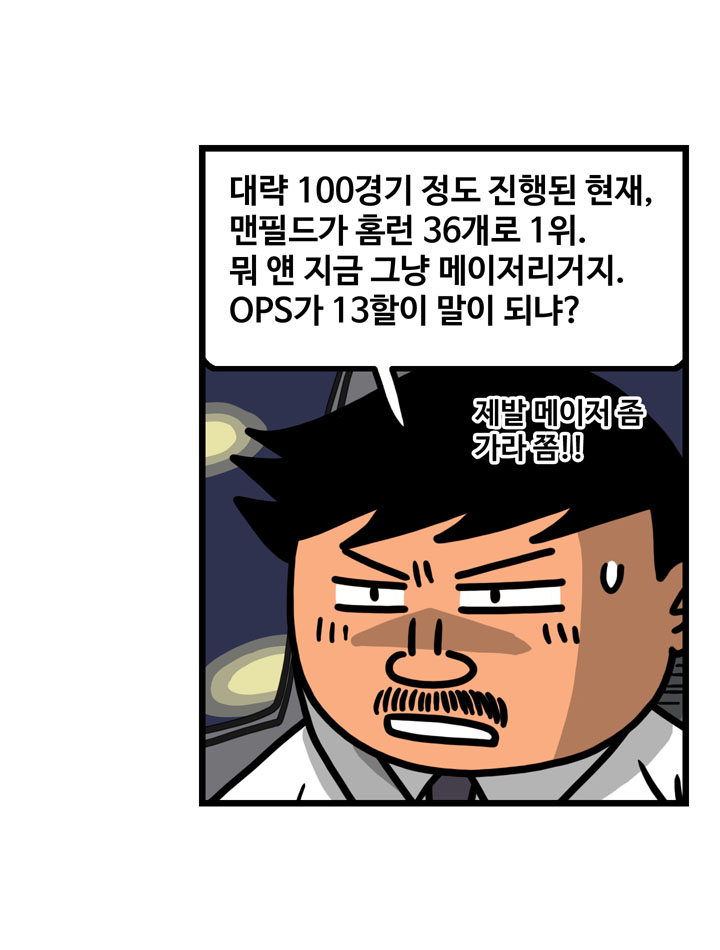 대략 100경기 정도 진행된 현재,
맨필드가 홈런 36개로 1위.
뭐 얜 지금 그냥 메이저리거지.
OPS가 13할이 말이 되냐?
제발 메이저 좀
가라 쫌!!